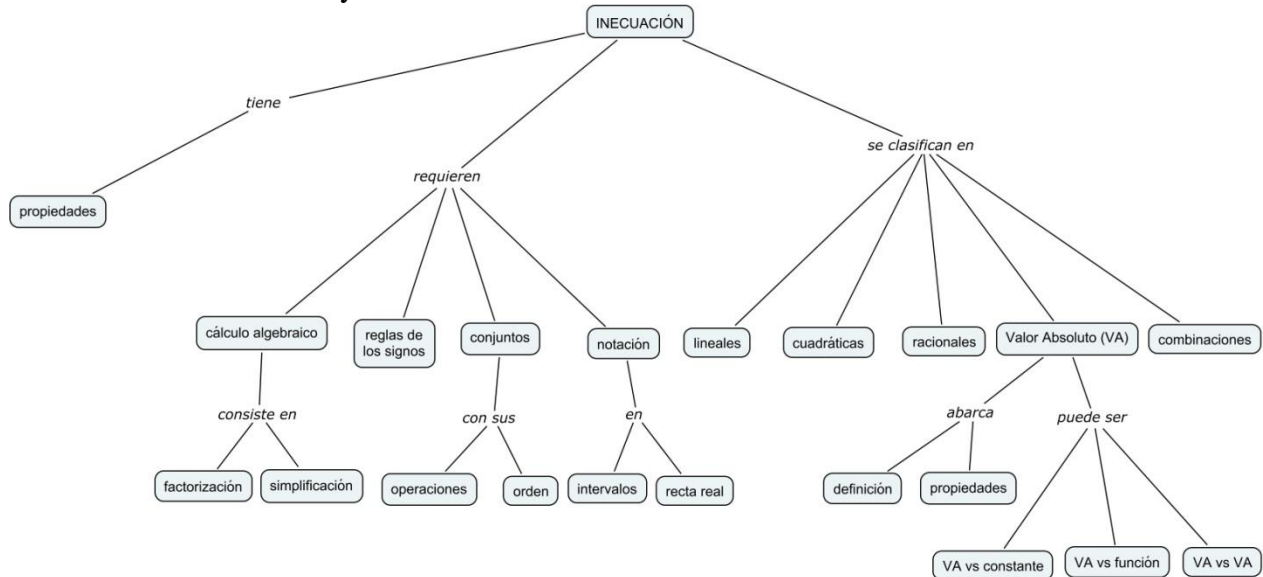 INECUACIÓN
tiene
se clasifican en
requieren
propiedades
cálculo algebraico
reglas de
los signos
conjuntos
notación
lineales
cuadráticas
racionales
Valor Absoluto (VA)
combinaciones
consiste en
con sus
en
abarca
puede ser
factorización
simplificación
operaciones
orden
intervalos
recta real
definición
propiedades
VA vs constante
VA vs función
VA vs VA